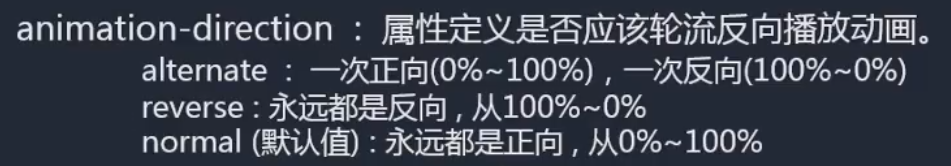 animation-direction ： 属性定义是否应该轮流反向播放动画。
alternate ： 一次正向(0%~100%)，一次反向(100%~0%)
reverse : 永远都是反向 , 从100%~0%
normal (默认值) : 永远都是正向 , 从0%~100%